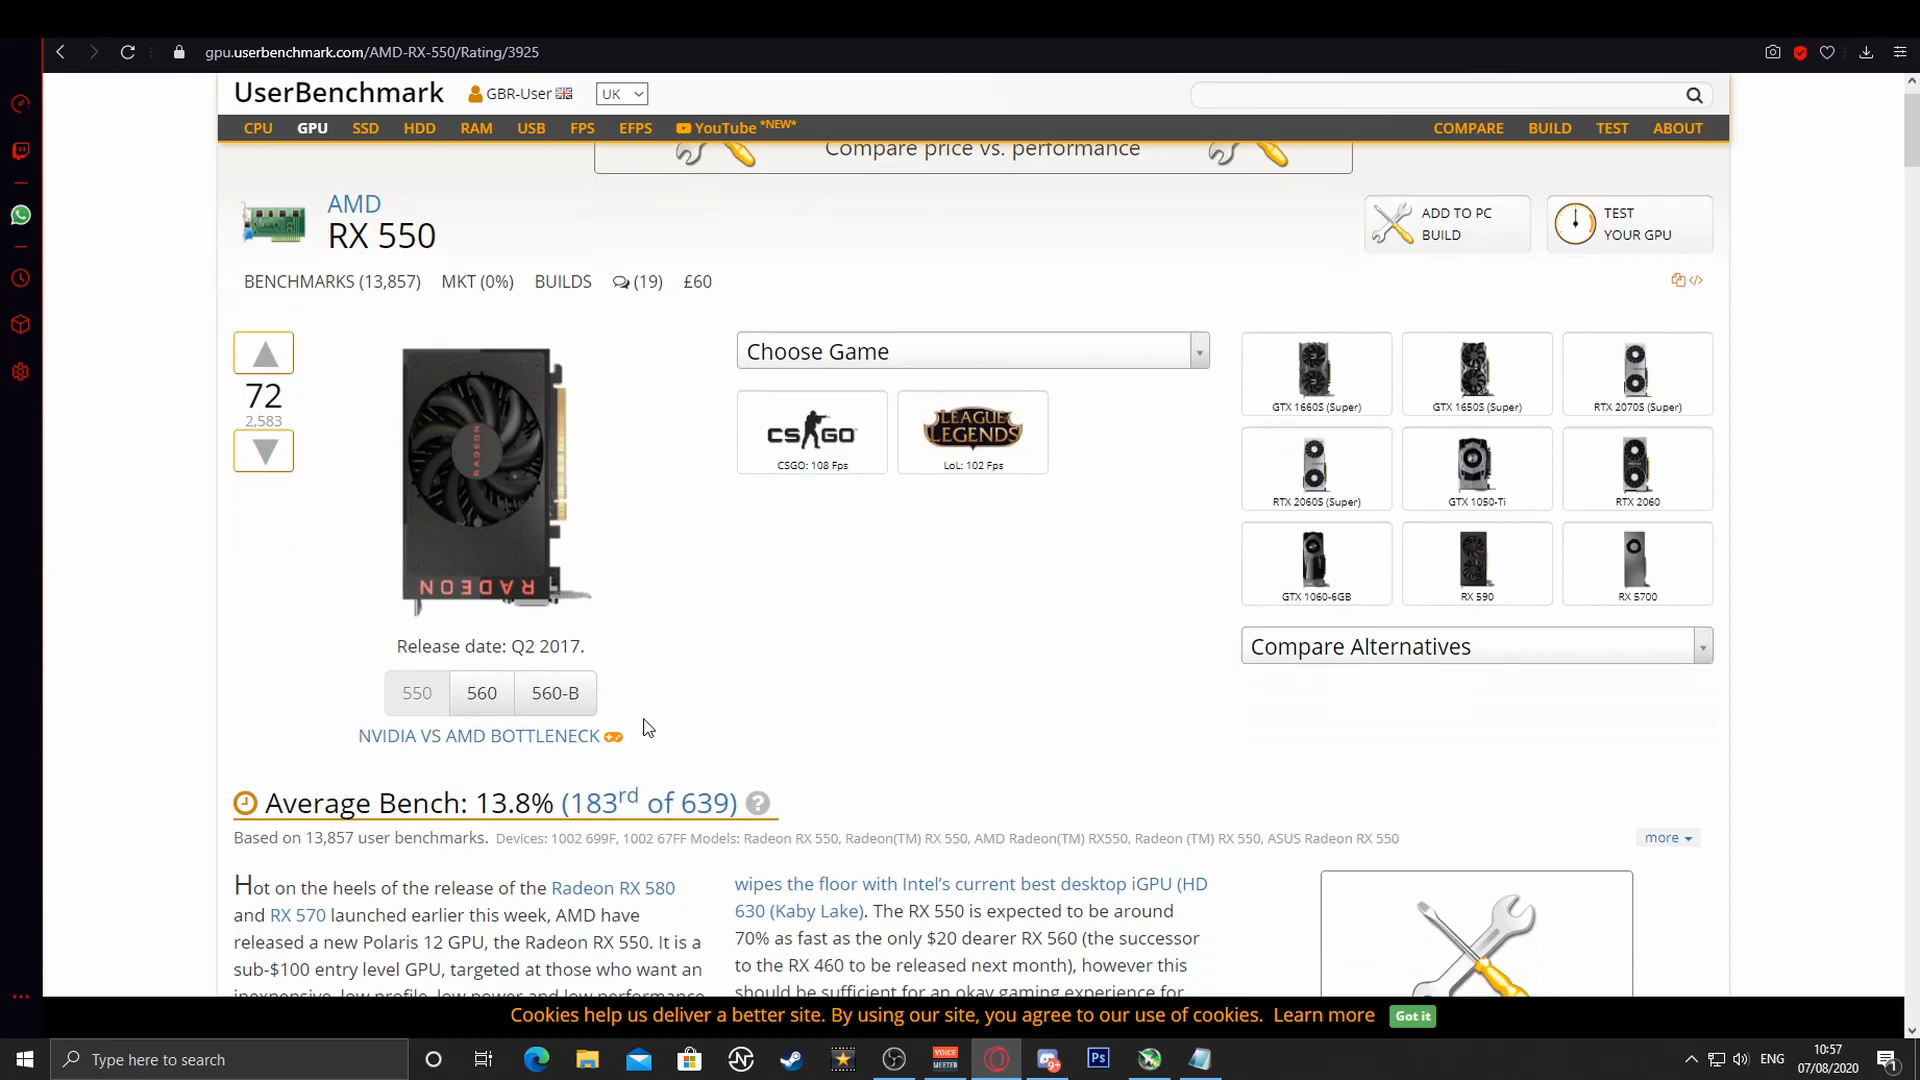 gpu.userbenchmark.com/AMD-RX-550/Rating/3925
UserBenchmark
GBR-User
UK
CPU GPU SSD HDD RAM USB FPS EFPS YouTube *NEW* COMPARE BUILD TEST ABOUT
Compare price vs. performance
AMD
RX 550
ADD TO PC
BUILD
TEST
YOUR GPU
BENCHMARKS (13,857) MKT (0%) BUILDS (19) £60
72
2,583
RADEON
RADEON
Release date: Q2 2017.
550 560 560-B
NVIDIA VS AMD BOTTLENECK
Choose Game
CS GO
CSGO: 108 Fps
LEAGUE
LEGENDS
LoL: 102 Fps
GTX 1660S (Super) GTX 1650S (Super) RTX 2070S (Super)
RTX 2060S (Super) GTX 1050-Ti RTX 2060
GTX 1060-6GB RX 590 RX 5700
Compare Alternatives
Average Bench: 13.8% (183rd of 639) ?
Based on 13,857 user benchmarks. Devices: 1002 699F, 1002 67FF Models: Radeon RX 550, Radeon(TM) RX 550, AMD Radeon(TM) RX550, Radeon (TM) RX 550, ASUS Radeon RX 550
more
Hot on the heels of the release of the Radeon RX 580
and RX 570 launched earlier this week, AMD have
released a new Polaris 12 GPU, the Radeon RX 550. It is a
sub-$100 entry level GPU, targeted at those who want an
inexpensive, low profile, low power and low performance
wipes the floor with Intel's current best desktop iGPU (HD
630 (Kaby Lake). The RX 550 is expected to be around
70% as fast as the only $20 dearer RX 560 (the successor
to the RX 460 to be released next month), however this
should be sufficient for an okay gaming experience for
Cookies help us deliver a better site. By using our site, you agree to our use of cookies. Learn more Got it
Type here to search
VOICE
MEETER
9+
Ps
ENG
10:57
07/08/2020
1